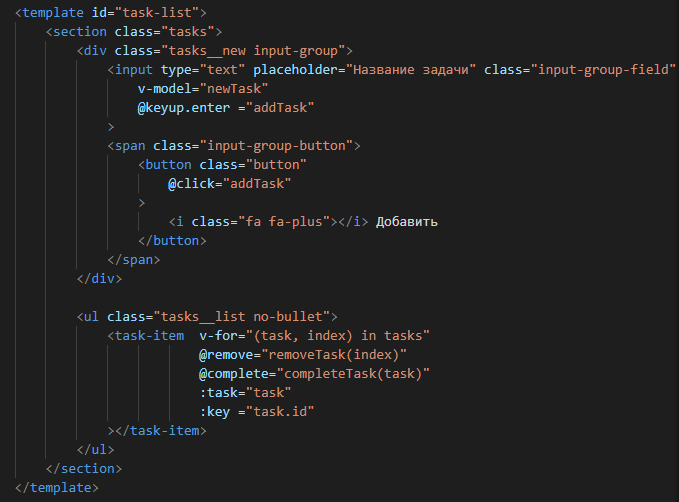 <template id="task-list">
    <section class="tasks">
        <div class="tasks__new input-group">
            <input type="text" placeholder="Название задачи" class="input-group-field"
                v-model="newTask"
                @keyup.enter ="addTask"
            >
            <span class="input-group-button">
                <button class="button"
                    @click="addTask"
                >
                    <i class="fa fa-plus"></i> Добавить
                </button>
            </span>
        </div>

        <ul class="tasks__list no-bullet">
            <task-item  v-for="(task, index) in tasks"
                        @remove="removeTask(index)"
                        @complete="completeTask(task)"
                        :task="task"
                        :key ="task.id"
            ></task-item>
        </ul>
    </section>
</template>